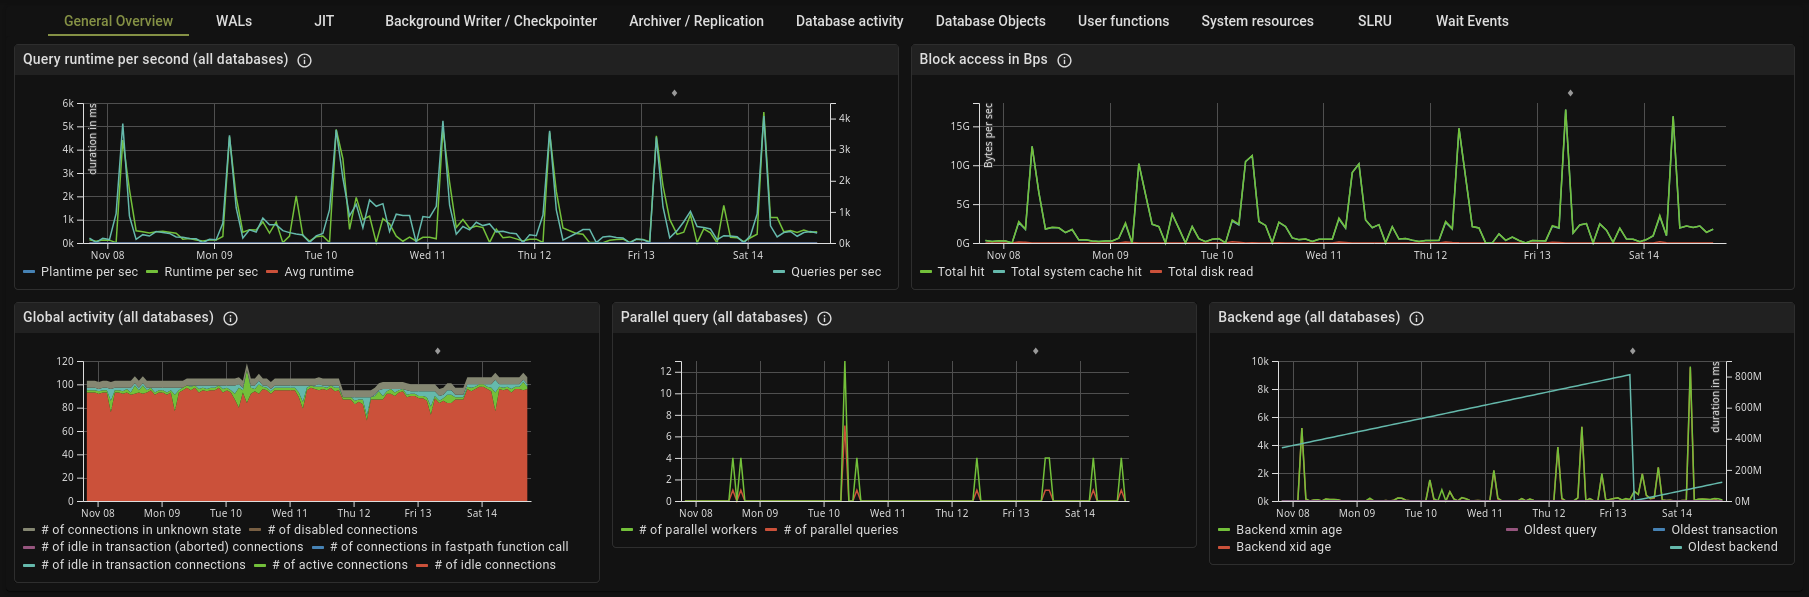 General Overview WALs JIT Background Writer / Checkpointer Archiver / Replication Database activity Database Objects User functions System resources SLRU Wait Events
Query runtime per second (all databases)
6k
5k
4k
3k
2k
1k
0k
duration in ms
4k
3k
2k
1k
0k
Nov 08 Mon 09 Tue 10 Wed 11 Thu 12 Fri 13 Sat 14
Plantime per sec Runtime per sec Avg runtime Queries per sec
Block access in Bps
15G
10G
5G
0G
Bytes per sec
Nov 08 Mon 09 Tue 10 Wed 11 Thu 12 Fri 13 Sat 14
Total hit Total system cache hit Total disk read
Global activity (all databases)
120
100
80
60
40
20
0
Nov 08 Mon 09 Tue 10 Wed 11 Thu 12 Fri 13 Sat 14
# of connections in unknown state # of disabled connections
# of idle in transaction (aborted) connections # of connections in fastpath function call
# of idle in transaction connections # of active connections # of idle connections
Parallel query (all databases)
12
10
8
6
4
2
0
Nov 08 Mon 09 Tue 10 Wed 11 Thu 12 Fri 13 Sat 14
# of parallel workers # of parallel queries
Backend age (all databases)
10k
8k
6k
4k
2k
0k
duration in ms
800M
600M
400M
200M
0M
Nov 08 Mon 09 Tue 10 Wed 11 Thu 12 Fri 13 Sat 14
Backend xmin age Oldest query Oldest transaction
Backend xid age Oldest backend